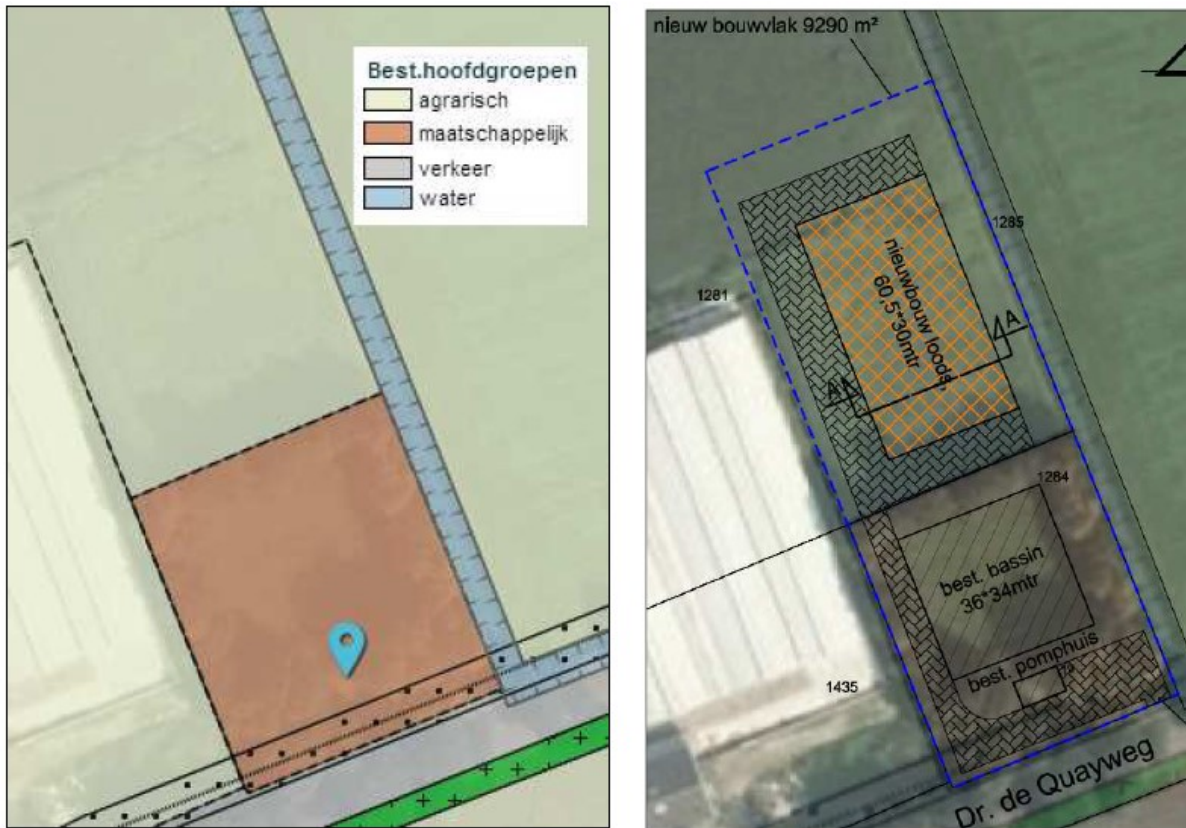 Best.hoofdgroepen
agrarisch
maatschappelijk
verkeer
water
nieuw bouwvlak 9290 m²
1285
1281
nieuwbouw loods,
60,5*30mtr
A
A
1284
best. bassin
36*34mtr
best. pomphuis
1435
Dr. de Quayweg